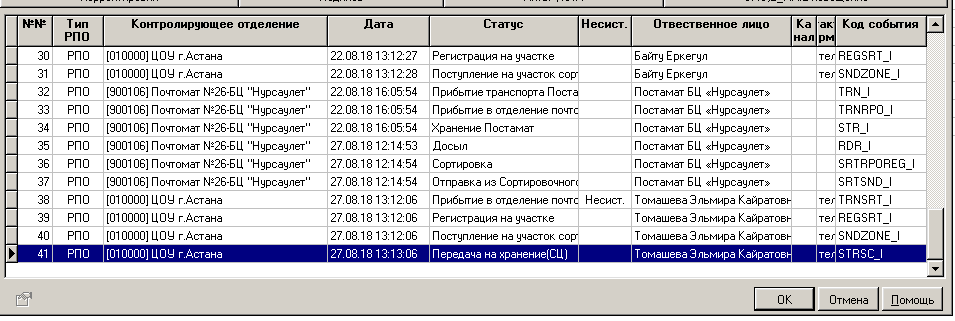 №№ Тип РПО Контролирующее отделение Дата Статус Несист. Отвественное лицо Ка нал акт рм Код события
30 РПО [010000] ЦОУ г.Астана 22.08.18 13:12:27 Регистрация на участке Байту Еркегул тел REGSRT_I
31 РПО [010000] ЦОУ г.Астана 22.08.18 13:12:28 Поступление на участок сорт Байту Еркегул тел SNDZONE_I
32 РПО [900106] Почтомат №26-БЦ "Нурсаулет" 22.08.18 16:05:54 Прибытие транспорта Поста Постамат БЦ «Нурсаулет» TRN_I
33 РПО [900106] Почтомат №26-БЦ "Нурсаулет" 22.08.18 16:05:54 Прибытие в отделение почто Постамат БЦ «Нурсаулет» TRNRPO_I
34 РПО [900106] Почтомат №26-БЦ "Нурсаулет" 22.08.18 16:05:54 Хранение Постамат Постамат БЦ «Нурсаулет» STR_I
35 РПО [900106] Почтомат №26-БЦ "Нурсаулет" 27.08.18 12:14:53 Досыл Постамат БЦ «Нурсаулет» RDR_I
36 РПО [900106] Почтомат №26-БЦ "Нурсаулет" 27.08.18 12:14:54 Сортировка Постамат БЦ «Нурсаулет» SRTRPOREG_I
37 РПО [900106] Почтомат №26-БЦ "Нурсаулет" 27.08.18 12:14:54 Отправка из Сортировочного Постамат БЦ «Нурсаулет» SRTSND_I
38 РПО [010000] ЦОУ г.Астана 27.08.18 13:12:06 Прибытие в отделение почто Несист. Томашева Эльмира Кайратовн тел TRNSRT_I
39 РПО [010000] ЦОУ г.Астана 27.08.18 13:12:06 Регистрация на участке Томашева Эльмира Кайратовн тел REGSRT_I
40 РПО [010000] ЦОУ г.Астана 27.08.18 13:12:06 Поступление на участок сорт Томашева Эльмира Кайратовн тел SNDZONE_I
41 РПО [010000] ЦОУ г.Астана 27.08.18 13:13:06 Передача на хранение(СЦ) Томашева Эльмира Кайратовн тел STRSC_I
OK Отмена Помощь